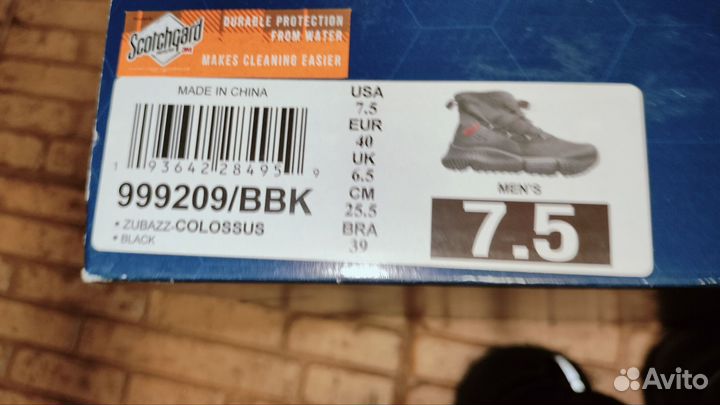 Scotchgard
3M
DURABLE PROTECTION
FROM WATER
MAKES CLEANING EASIER
MADE IN CHINA
1 93642 28495 9
999209/BBK
• ZUBAZZ-COLOSSUS
• BLACK
USA
7.5
EUR
40
UK
6.5
CM
25.5
BRA
39
MEN'S
7.5
Avito